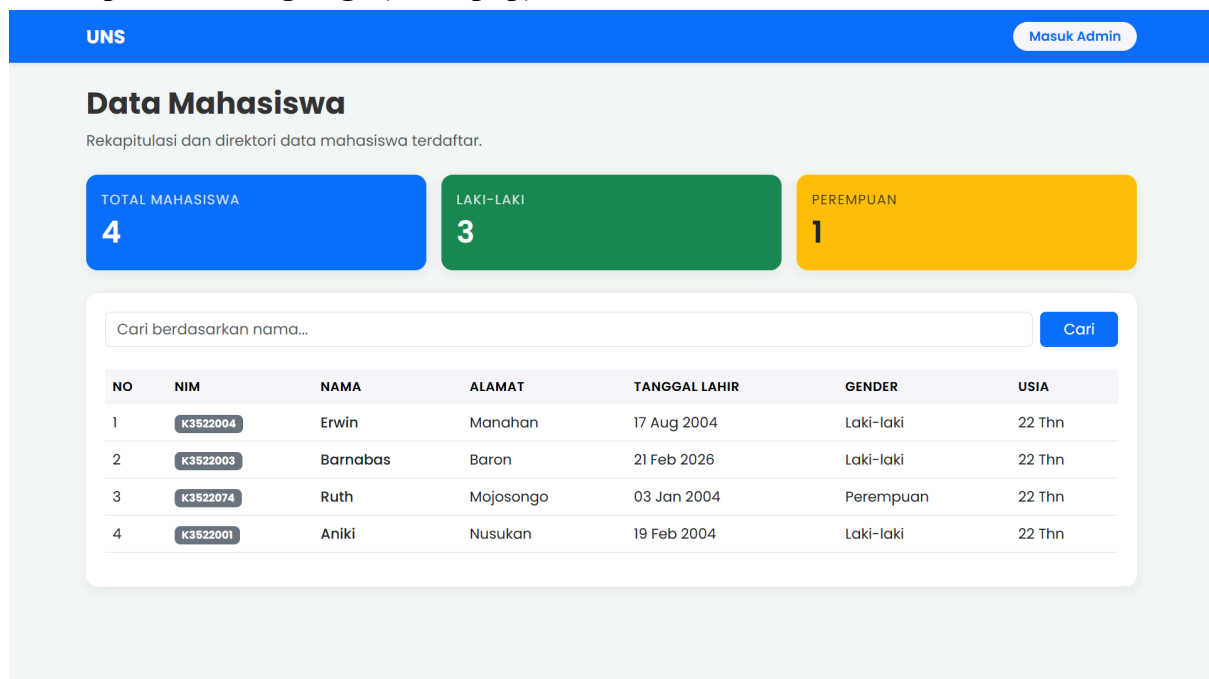 UNS
Masuk Admin
Data Mahasiswa
Rekapitulasi dan direktori data mahasiswa terdaftar.
TOTAL MAHASISWA
4
LAKI-LAKI
3
PEREMPUAN
1
Cari berdasarkan nama...
Cari
NO NIM NAMA ALAMAT TANGGAL LAHIR GENDER USIA
1 K3522004 Erwin Manahan 17 Aug 2004 Laki-laki 22 Thn
2 K3522003 Barnabas Baron 21 Feb 2026 Laki-laki 22 Thn
3 K3522074 Ruth Mojosongo 03 Jan 2004 Perempuan 22 Thn
4 K3522001 Aniki Nusukan 19 Feb 2004 Laki-laki 22 Thn